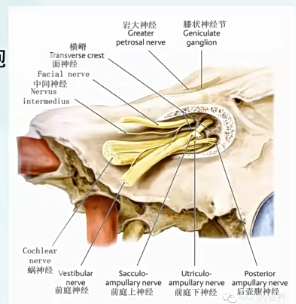 岩大神经
Greater
petrosal nerve
膝状神经节
Geniculate
ganglion
横嵴
Transverse crest
面神经
Facial nerve
中间神经
Nervus
intermedius
Cochlear
nerve
蜗神经
Vestibular
nerve
前庭神经
Sacculo-
ampullary nerve
前庭上神经
Utriculo-
ampullary nerve
前庭下神经
Posterior
ampullary nerve
后壶腹神经